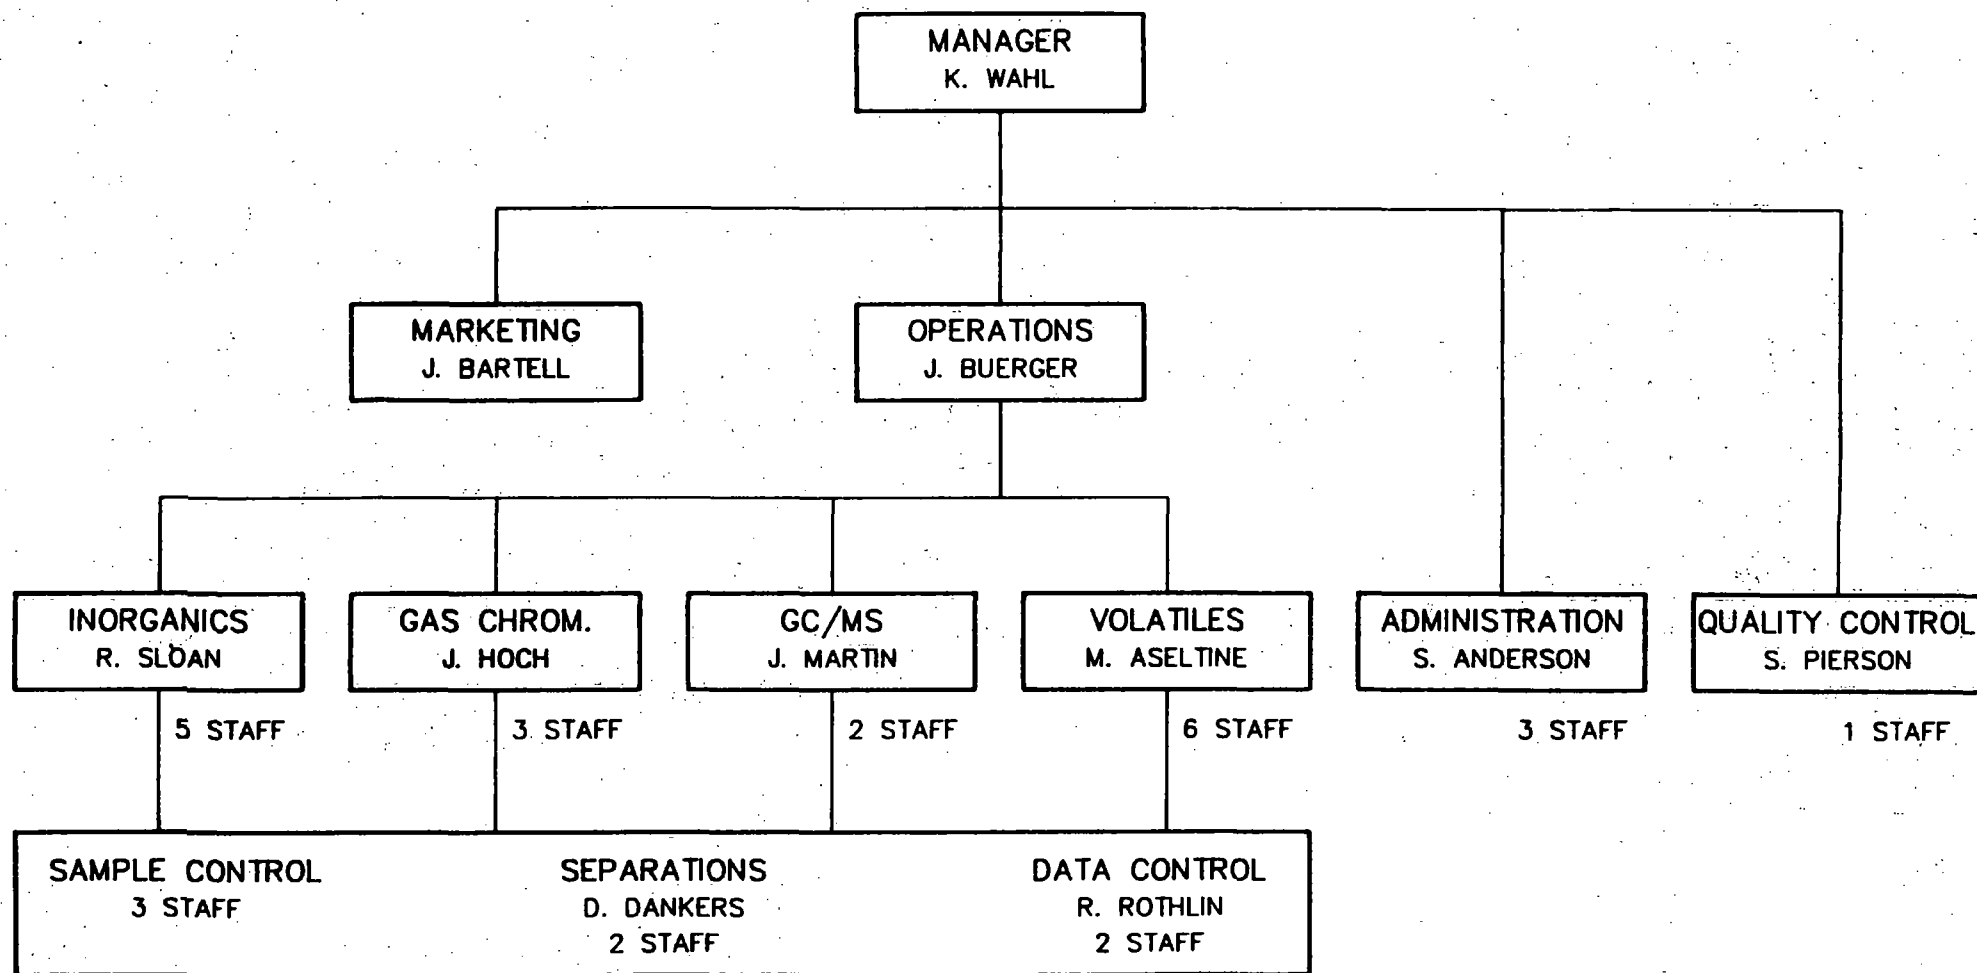 MANAGER
K. WAHL
MARKETING
J. BARTELL
OPERATIONS
J. BUERGER
INORGANICS
R. SLOAN
5 STAFF
GAS CHROM.
J. HOCH
3 STAFF
GC/MS
J. MARTIN
2 STAFF
VOLATILES
M. ASELTINE
6 STAFF
ADMINISTRATION
S. ANDERSON
3 STAFF
QUALITY CONTROL
S. PIERSON
1 STAFF
SAMPLE CONTROL
3 STAFF
SEPARATIONS
D. DANKERS
2 STAFF
DATA CONTROL
R. ROTHLIN
2 STAFF